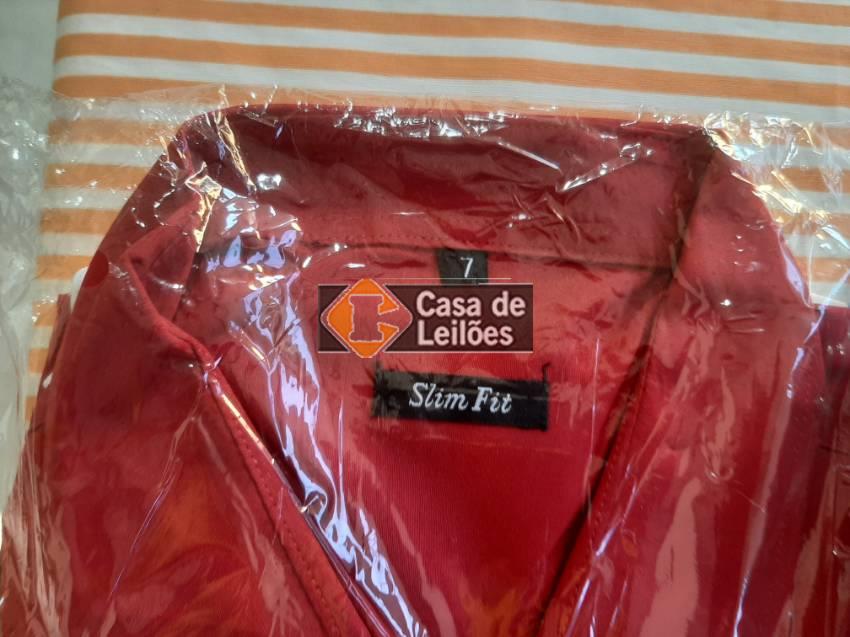 7
Casa de
Leilões
Slim Fit